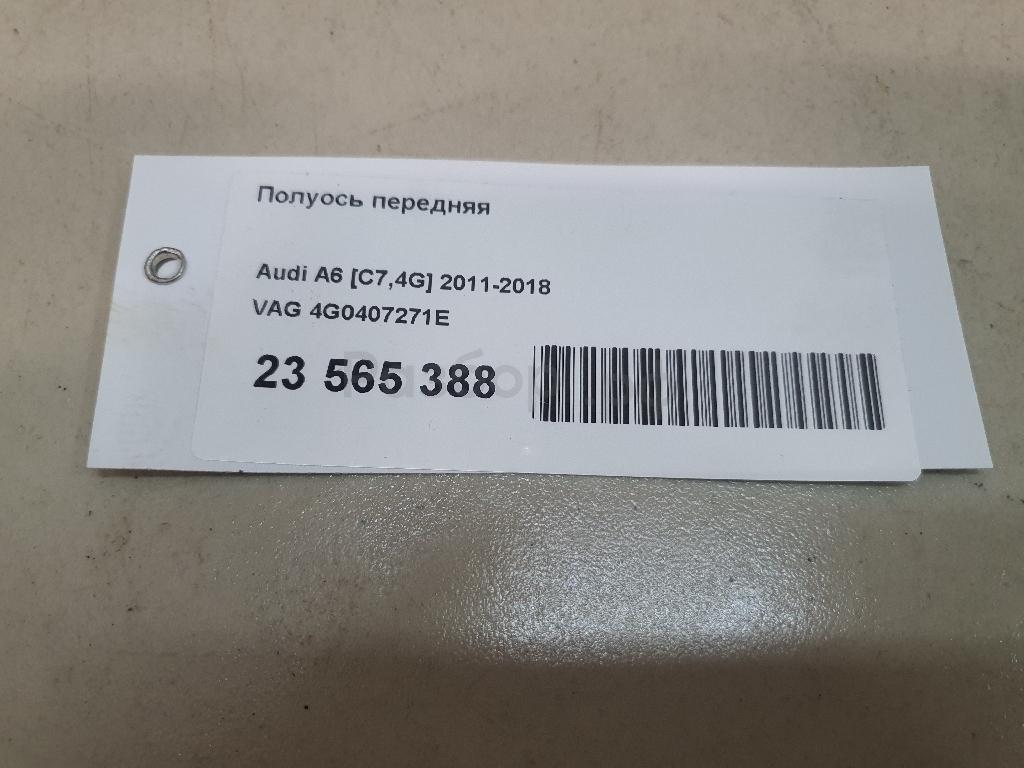 Полуось передняя
Audi A6 [C7,4G] 2011-2018
VAG 4G0407271E
23 565 388